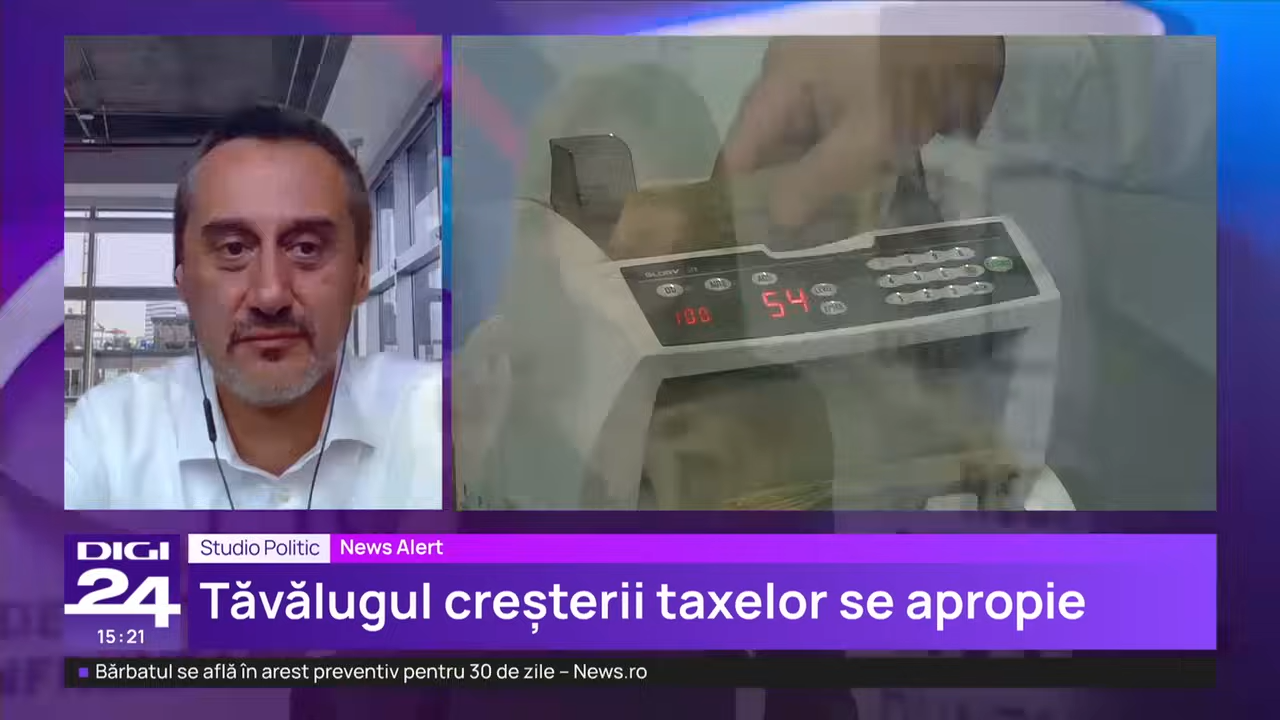 GLORY
100
54
DIGI
24
15:21
Studio Politic
News Alert
Tăvălugul creșterii taxelor se apropie
Bărbatul se află în arest preventiv pentru 30 de zile – News.ro